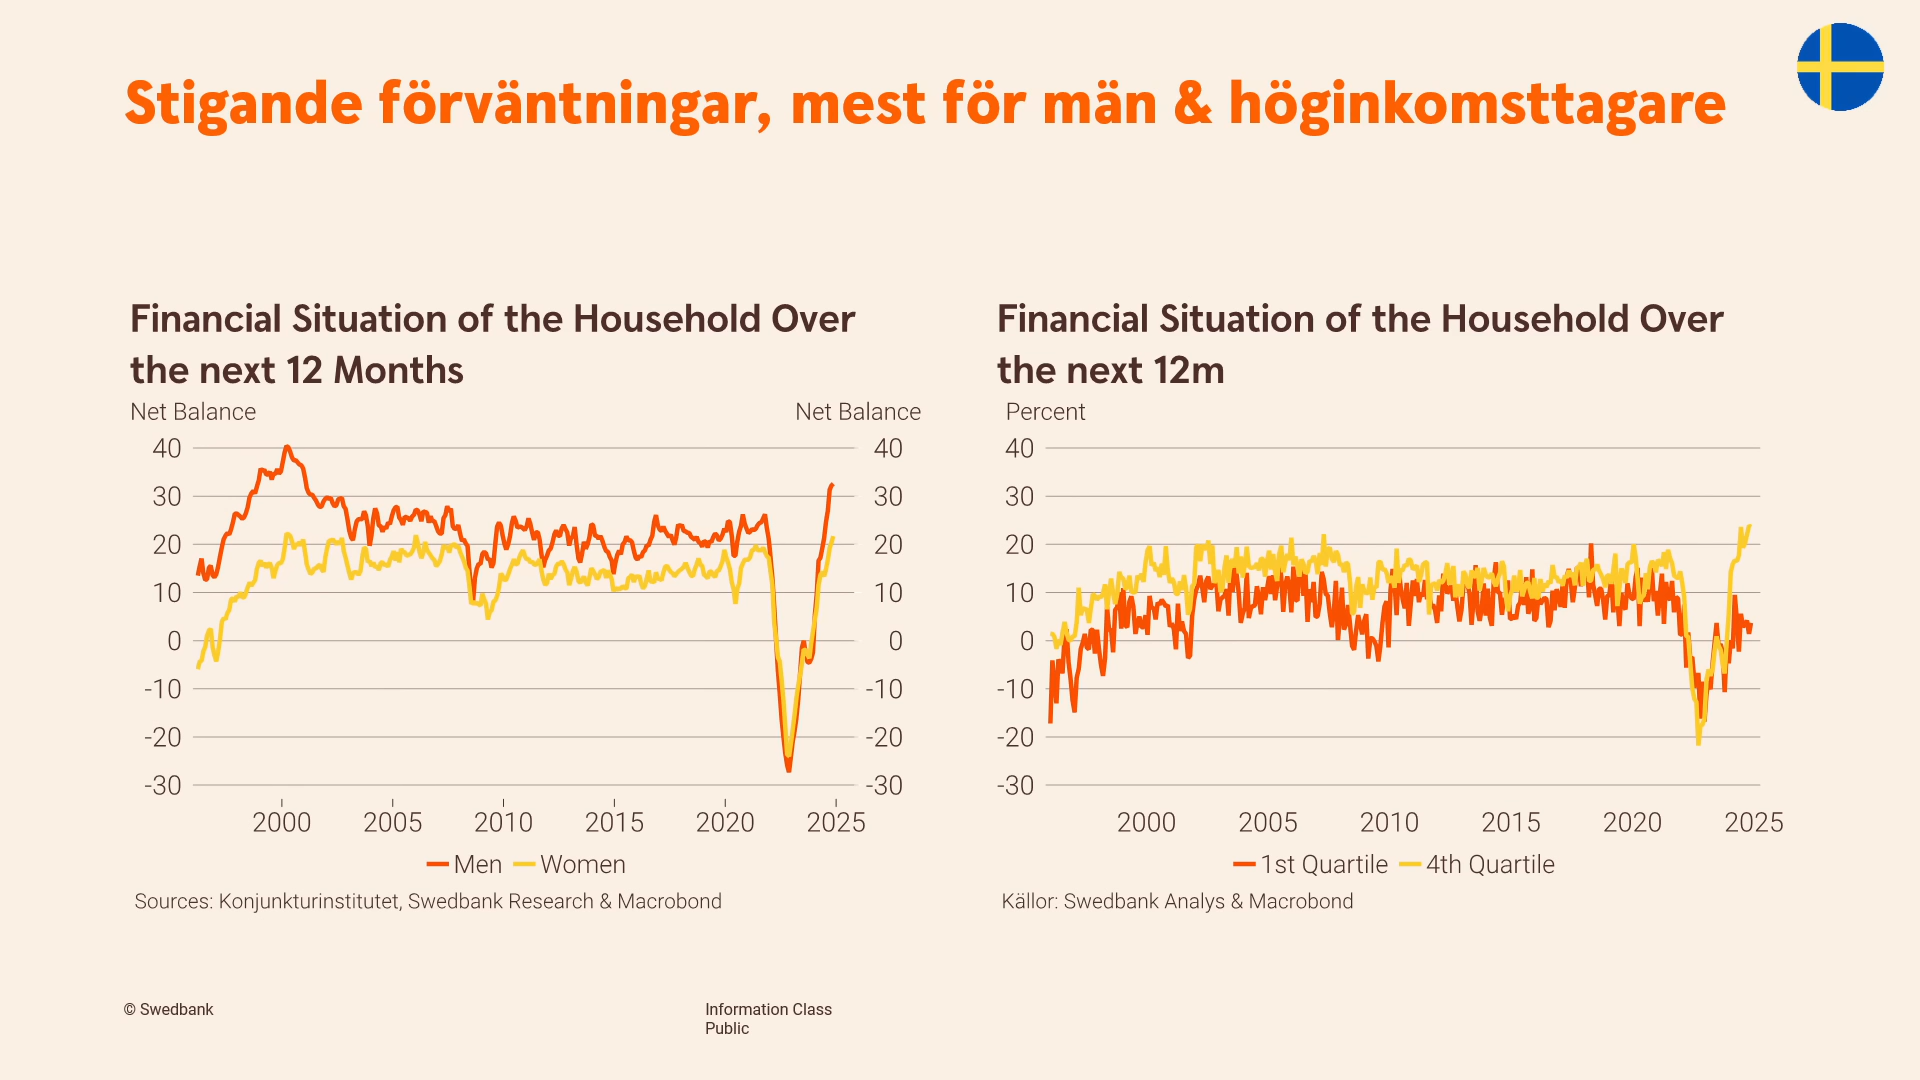 Stigande förväntningar, mest för män & höginkomsttagare
Financial Situation of the Household Over
the next 12 Months
Net Balance
Net Balance
40
30
20
10
0
-10
-20
-30
40
30
20
10
0
-10
-20
-30
2000 2005 2010 2015 2020 2025
Men Women
Sources: Konjunkturinstitutet, Swedbank Research & Macrobond
Financial Situation of the Household Over
the next 12m
Percent
40
30
20
10
0
-10
-20
-30
2000 2005 2010 2015 2020 2025
1st Quartile 4th Quartile
Källor: Swedbank Analys & Macrobond
© Swedbank
Information Class
Public